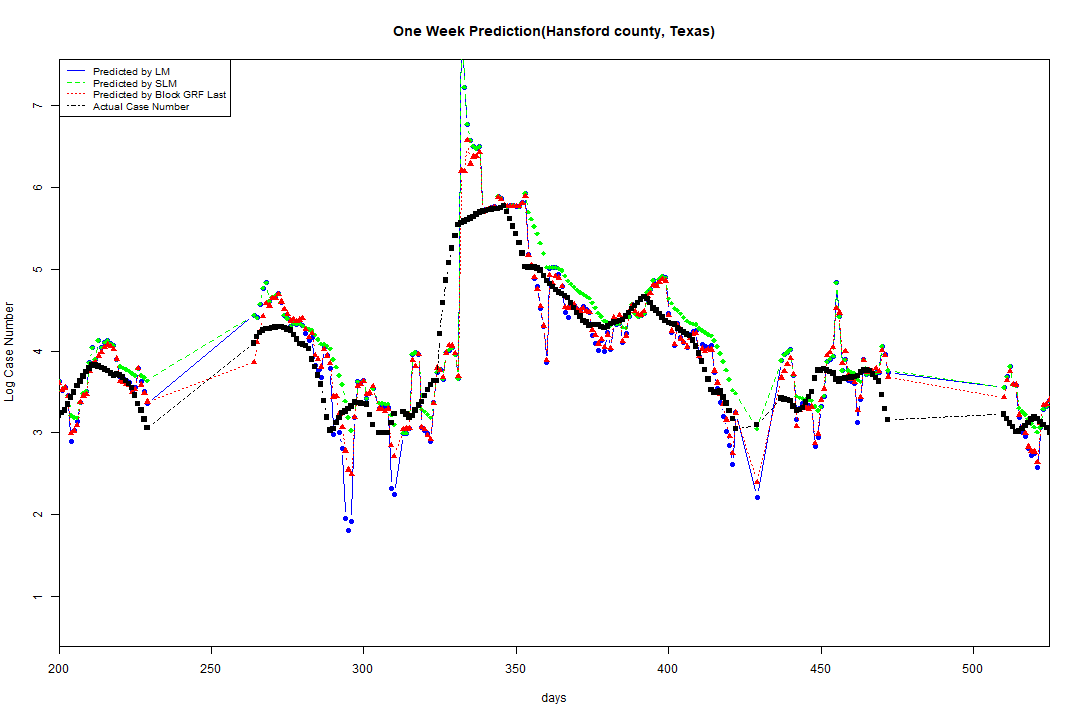 One Week Prediction(Hansford county, Texas)
Predicted by LM
Predicted by SLM
Predicted by Block GRF Last
Actual Case Number
Log Case Number
7
6
5
4
3
2
1
200 250 300 350 400 450 500
days